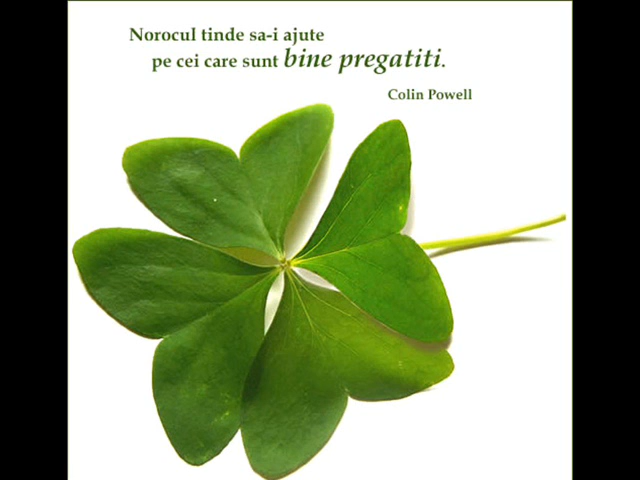 Norocul tinde sa-i ajute
pe cei care sunt bine pregatiti.
Colin Powell